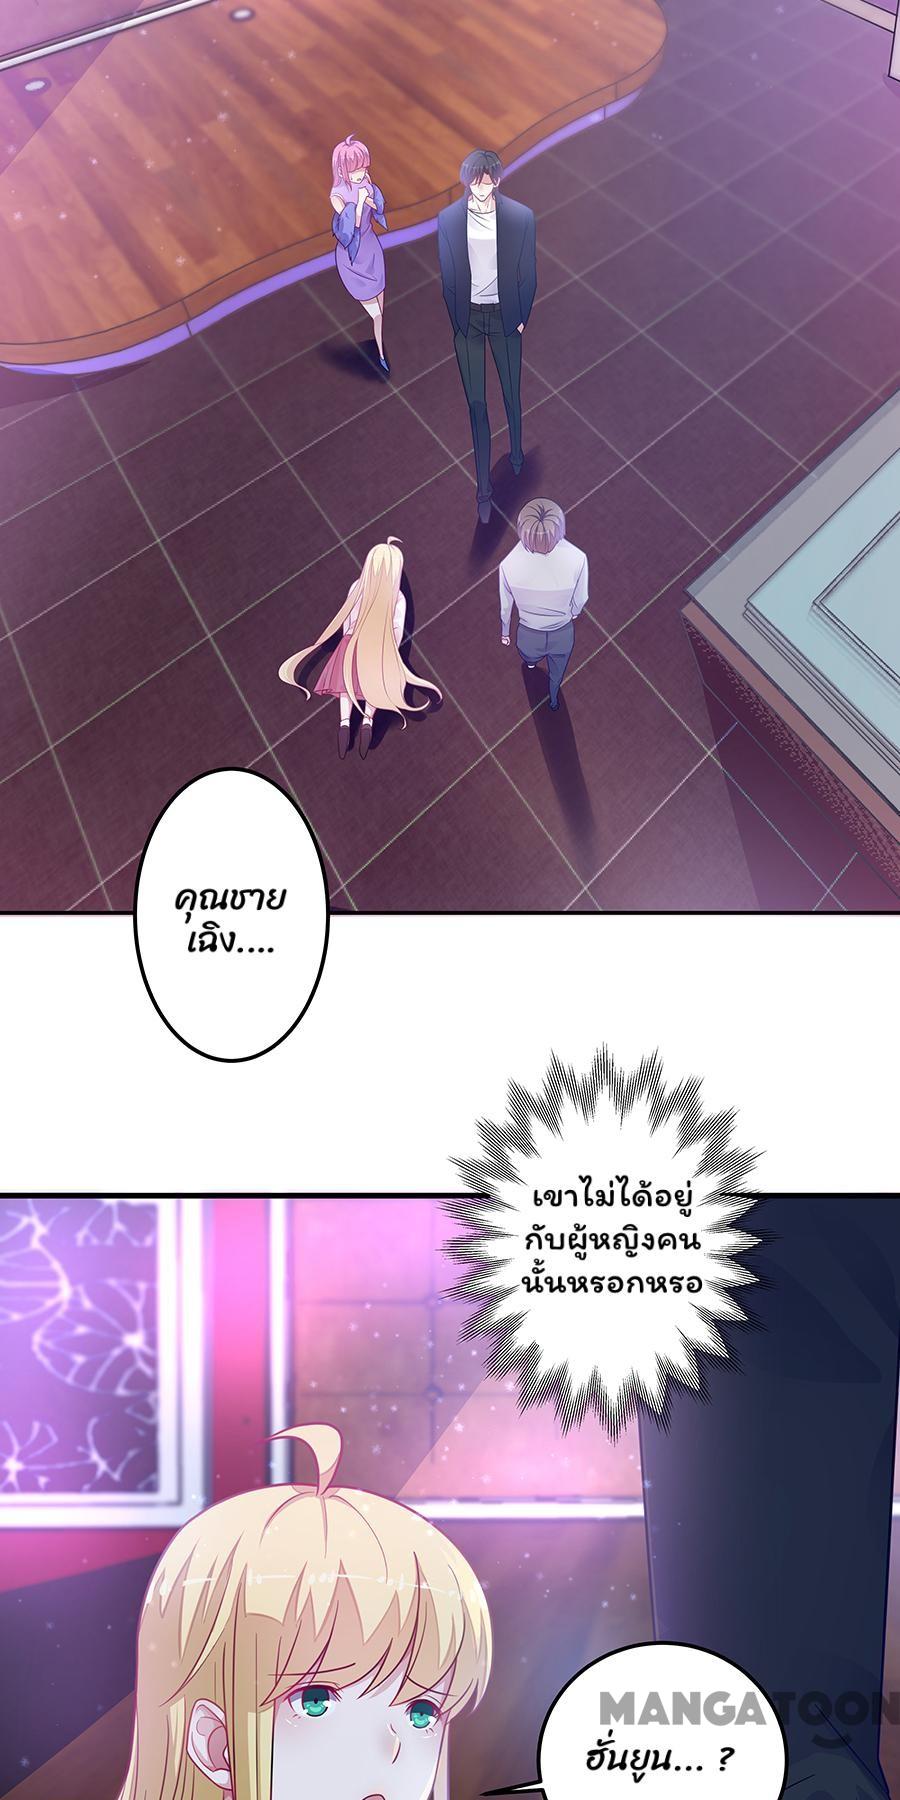 คุณชาย
เฉิง....
เขาไม่ได้อยู่
กับผู้หญิงคน
นั้นหรอกหรอ
MANGATOON
ฮั่นยูน... ?